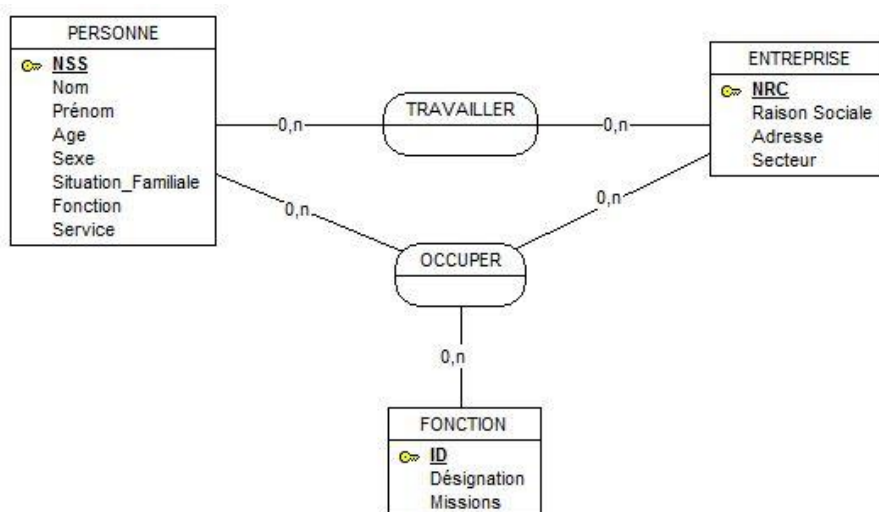 PERSONNE
NSS
Nom
Prénom
Age
Sexe
Situation_Familiale
Fonction
Service
0,n
TRAVAILLER
0,n
ENTREPRISE
NRC
Raison Sociale
Adresse
Secteur
0,n
0,n
OCCUPER
0,n
FONCTION
ID
Désignation
Missions